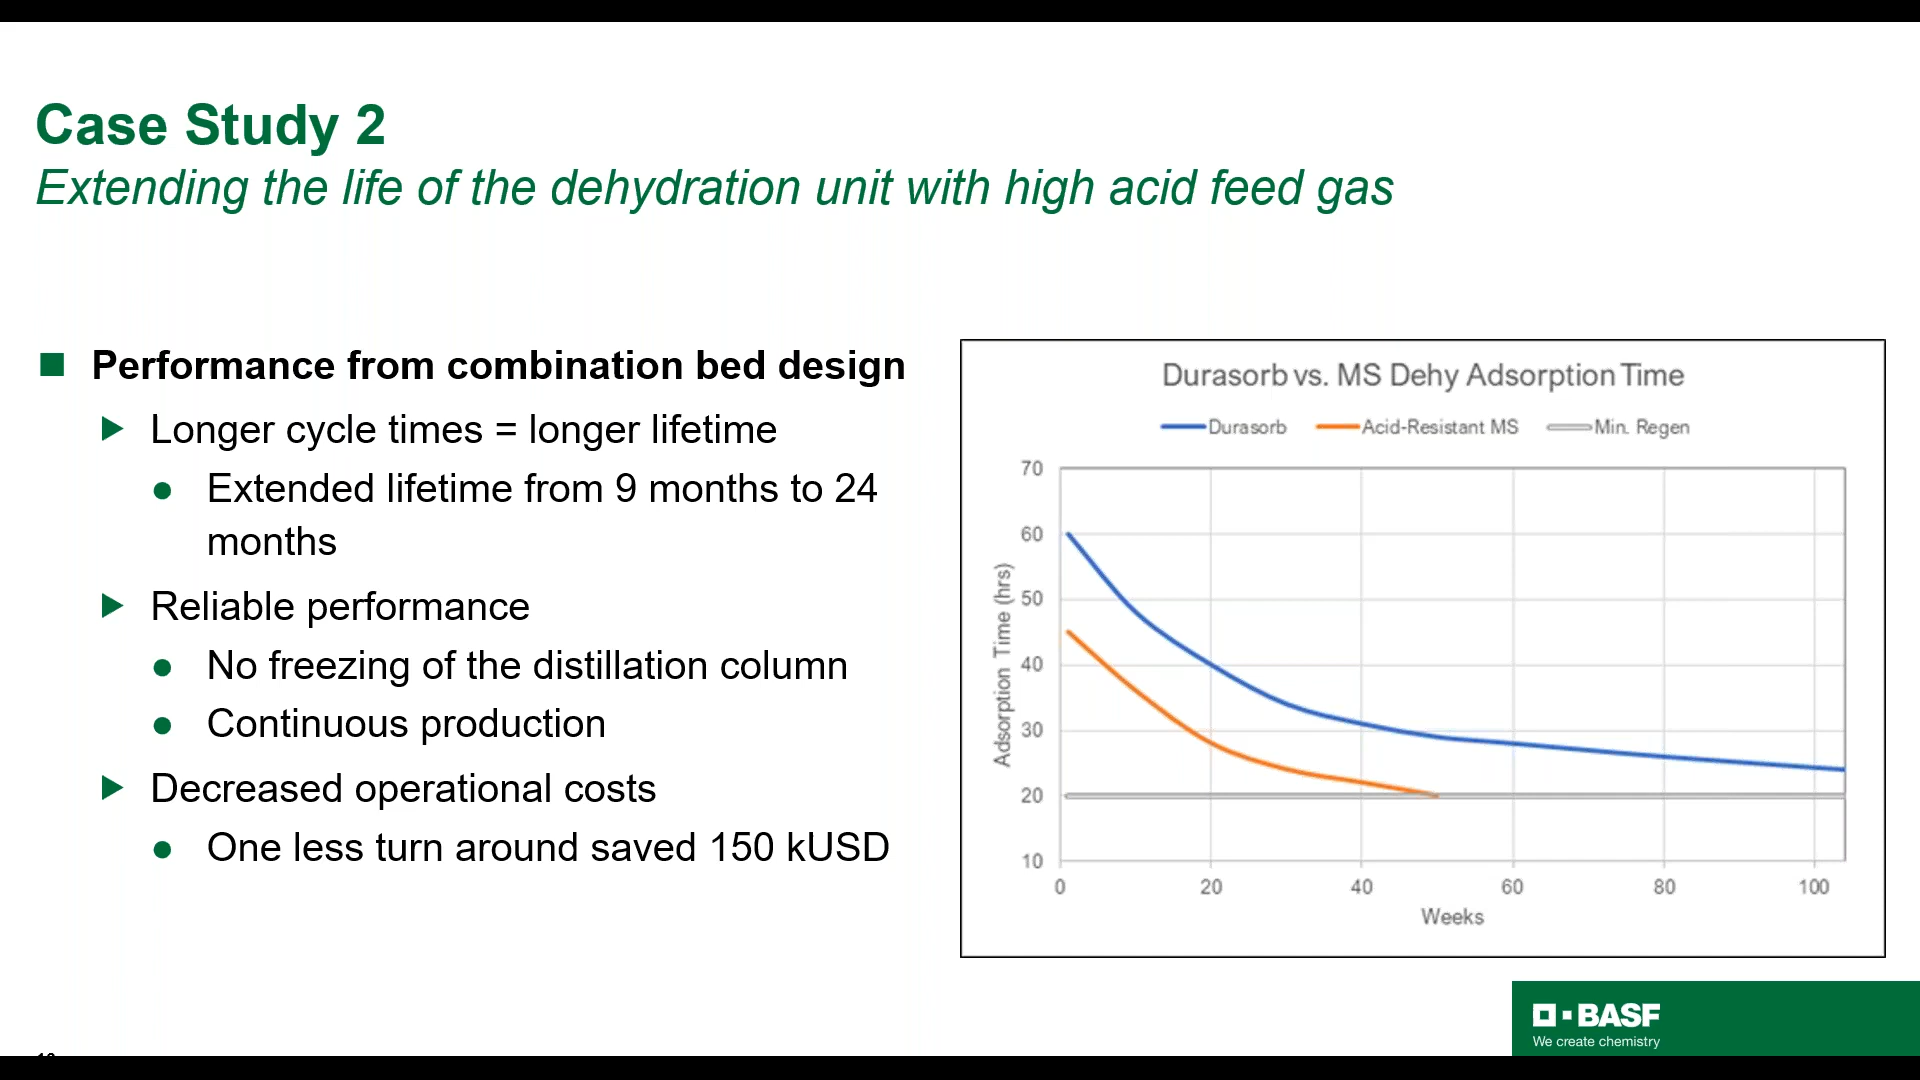 Case Study 2
Extending the life of the dehydration unit with high acid feed gas
Performance from combination bed design
Longer cycle times = longer lifetime
Extended lifetime from 9 months to 24
months
Reliable performance
No freezing of the distillation column
Continuous production
Decreased operational costs
One less turn around saved 150 kUSD
Durasorb vs. MS Dehy Adsorption Time
Durasorb Acid-Resistant MS Min. Regen
70
60
50
40
30
20
10
Adsorption Time (hrs)
0 20 40 60 80 100
Weeks
BASF
We create chemistry